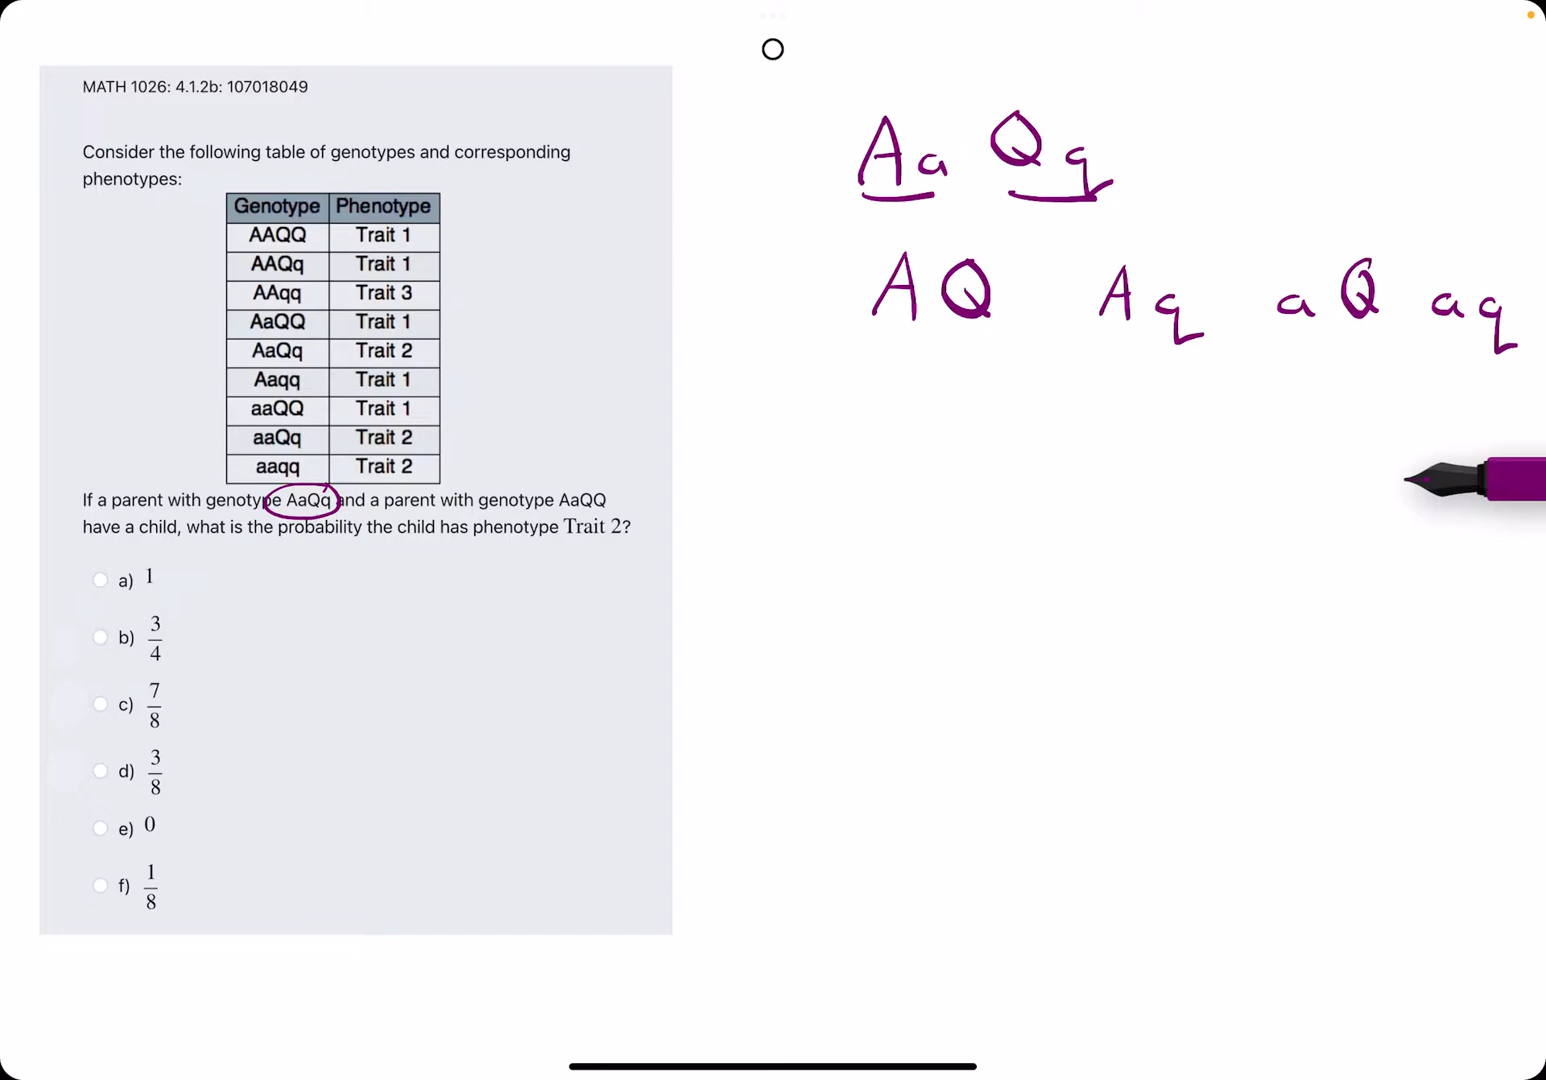 MATH 1026: 4.1.2b: 107018049
Consider the following table of genotypes and corresponding
phenotypes:
Genotype Phenotype
AAQQ Trait 1
AAQq Trait 1
AAqq Trait 3
AaQQ Trait 1
AaQq Trait 2
Aaqq Trait 1
aaQQ Trait 1
aaQq Trait 2
aaqq Trait 2
If a parent with genotype AaQq and a parent with genotype AaQQ
have a child, what is the probability the child has phenotype Trait 2?
a) 1
b) 3/4
c) 7/8
d) 3/8
e) 0
f) 1/8
Aa Qq
AQ Aq aQ aq